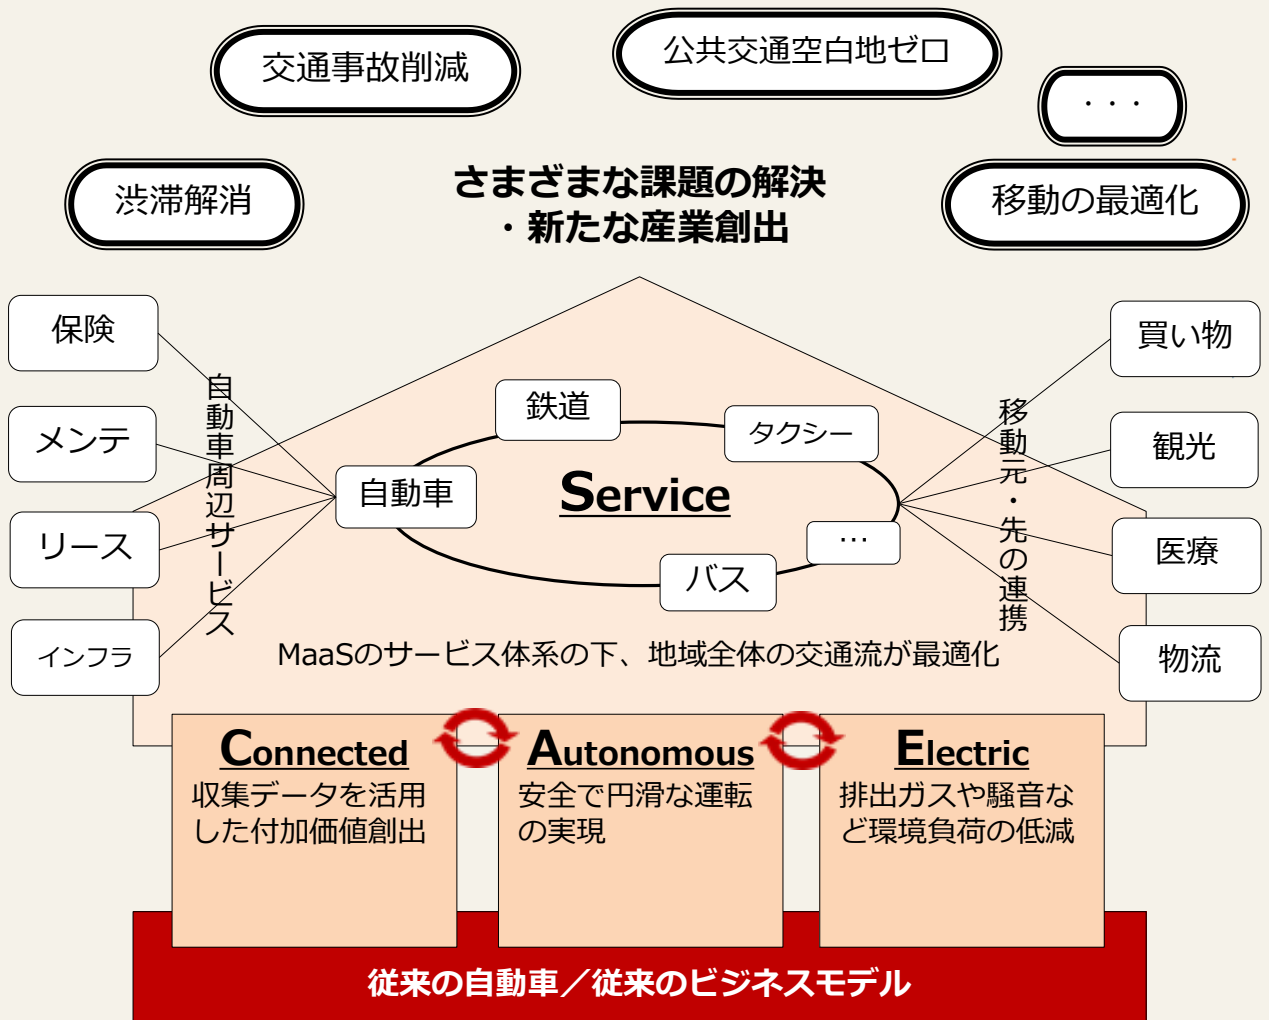 交通事故削減
公共交通空白地ゼロ
・・・
渋滞解消
さまざまな課題の解決
・新たな産業創出
移動の最適化
保険
メンテ
リース
インフラ
自動車周辺サービス
鉄道
タクシー
自動車
Service
…
バス
移動元・先の連携
買い物
観光
医療
物流
MaaSのサービス体系の下、地域全体の交通流が最適化
Connected
収集データを活用
した付加価値創出
Autonomous
安全で円滑な運転
の実現
Electric
排出ガスや騒音な
ど環境負荷の低減
従来の自動車／従来のビジネスモデル